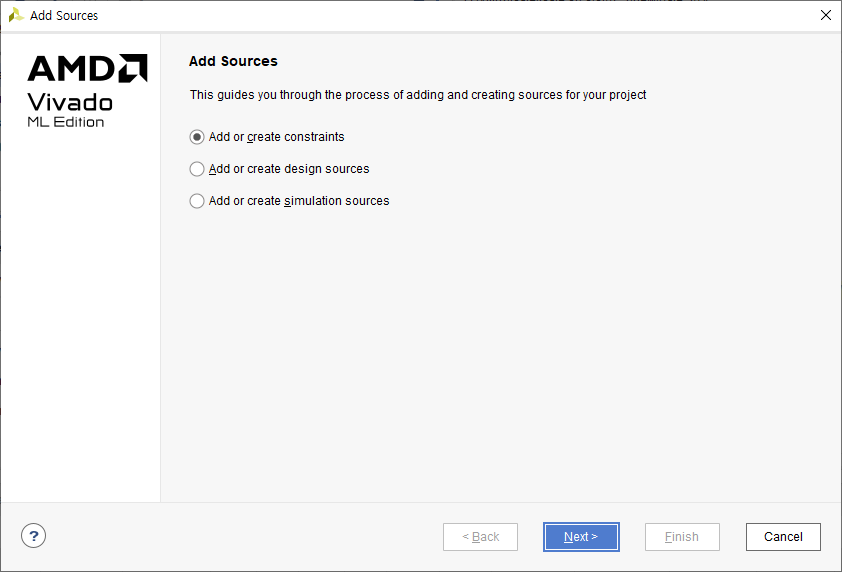 Add Sources
AMD
Vivado
ML Edition
Add Sources
This guides you through the process of adding and creating sources for your project
Add or create constraints
Add or create design sources
Add or create simulation sources
?
< Back
Next >
Finish
Cancel